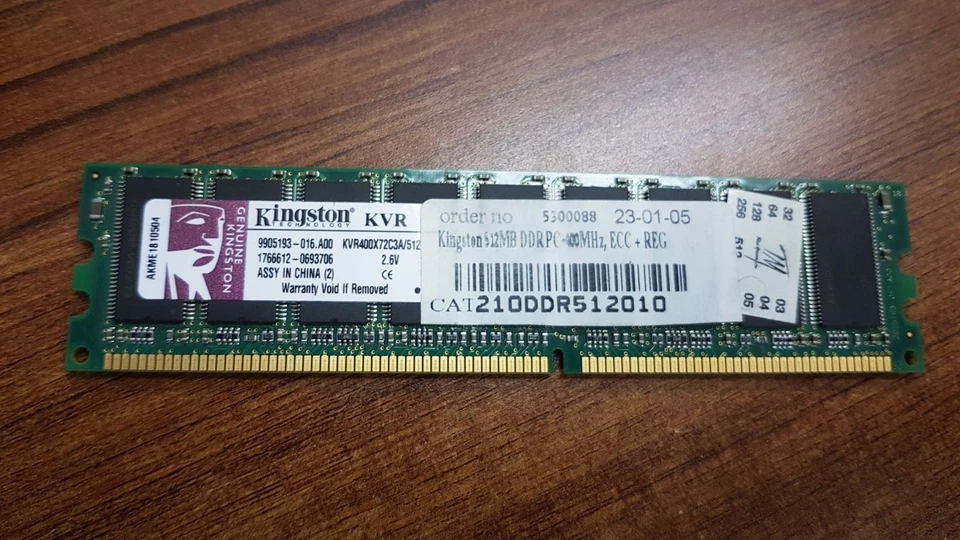 AKME1810504
GENUINE
KINGSTON
Kingston KVR
TECHNOLOGY
9905193-016.A00 KVR400X72C3A/512
1766612-0693706 2.6V
ASSY IN CHINA (2) CE
Warranty Void If Removed
order no 5300088 23-01-05
Kingston 512MB DDR PC-400MHz, ECC + REG
CAT210DDR512010
32 64 128 256
512
03 04 05